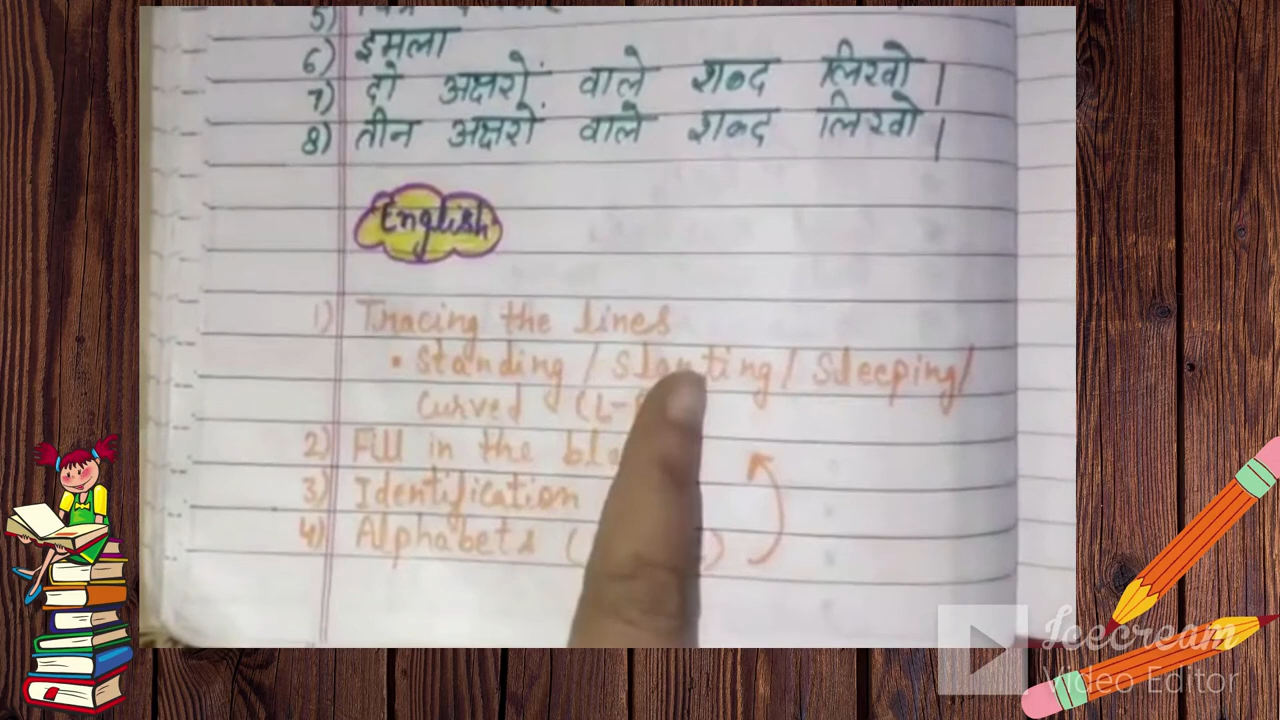 5)
6) इमला
7) दो अक्षरों वाले शब्द लिखो |
8) तीन अक्षरों वाले शब्द लिखो |
English
1) Tracing the lines
• Standing / Slanting / Sleeping/
Curved
2) Fill in the
3) Identification
4) Alphabets (
Icecream
Video Editor